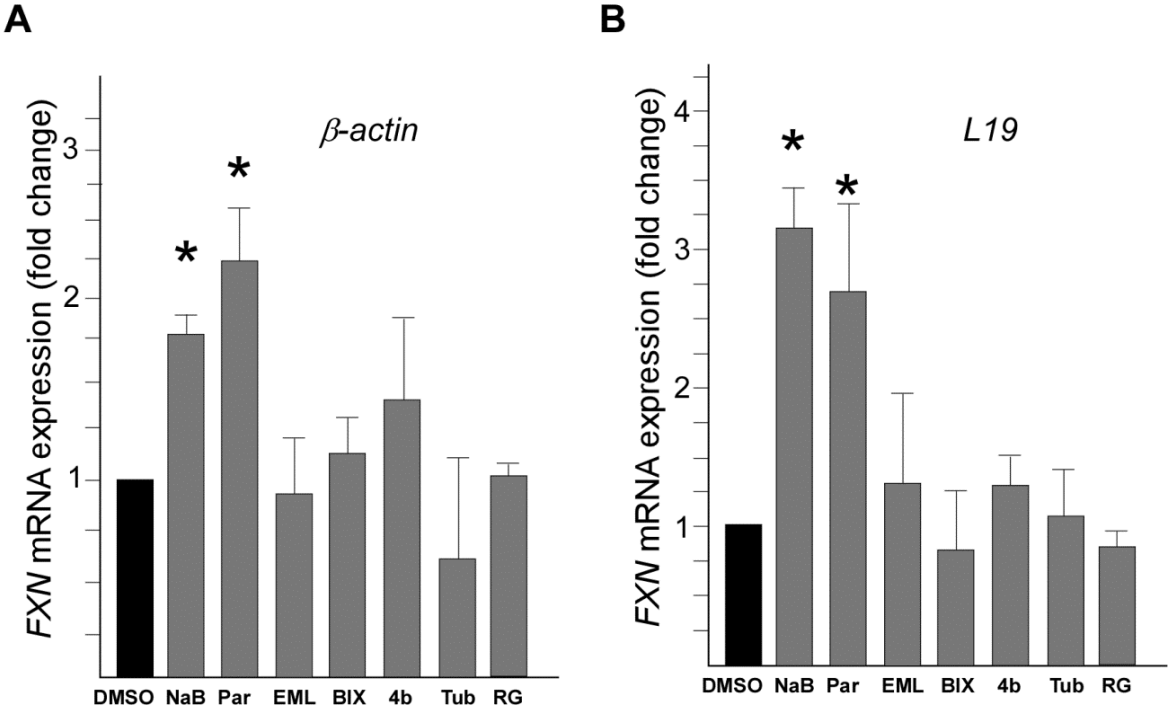 A
FXN mRNA expression (fold change)
3
2
1
β-actin
*
*
DMSO NaB Par EML BIX 4b Tub RG
B
FXN mRNA expression (fold change)
4
3
2
1
L19
*
*
DMSO NaB Par EML BIX 4b Tub RG